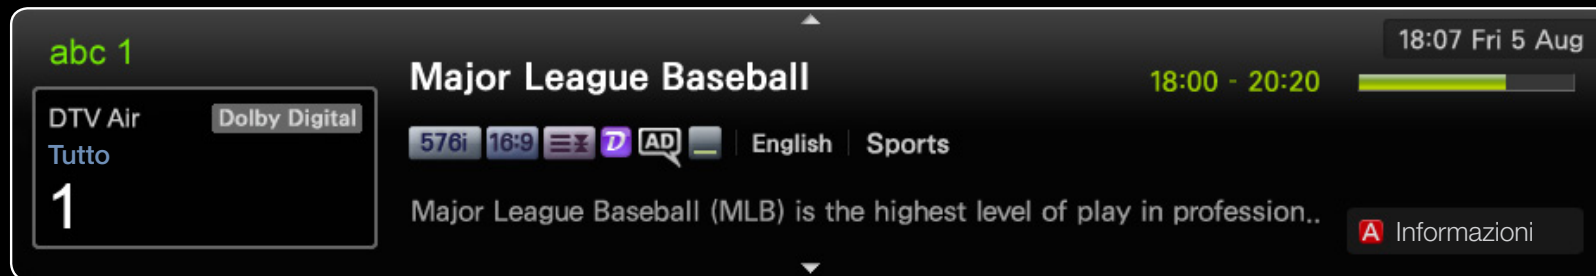 abc 1
DTV Air Dolby Digital
Tutto
1
Major League Baseball
18:00 - 20:20
18:07 Fri 5 Aug
576i 16:9 D AD English Sports
Major League Baseball (MLB) is the highest level of play in profession..
A Informazioni